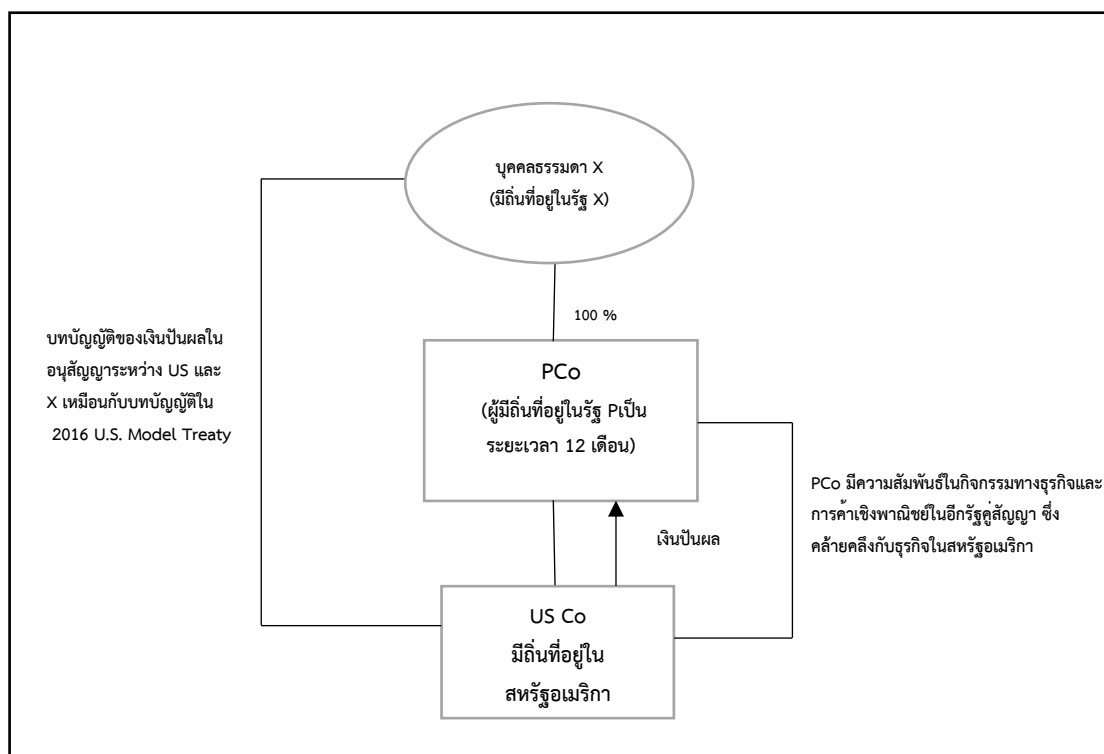 บุคคลธรรมดา X
(มีถิ่นที่อยู่ในรัฐ X)
100 %
บทบัญญัติของเงินปันผลใน
อนุสัญญาระหว่าง US และ
X เหมือนกับบทบัญญัติใน
2016 U.S. Model Treaty
PCo
(ผู้มีถิ่นที่อยู่ในรัฐ Pเป็น
ระยะเวลา 12 เดือน)
PCo มีความสัมพันธ์ในกิจกรรมทางธุรกิจและ
การค้าเชิงพาณิชย์ในอีกรัฐคู่สัญญา ซึ่ง
คล้ายคลึงกับธุรกิจในสหรัฐอเมริกา
เงินปันผล
US Co
มีถิ่นที่อยู่ใน
สหรัฐอเมริกา